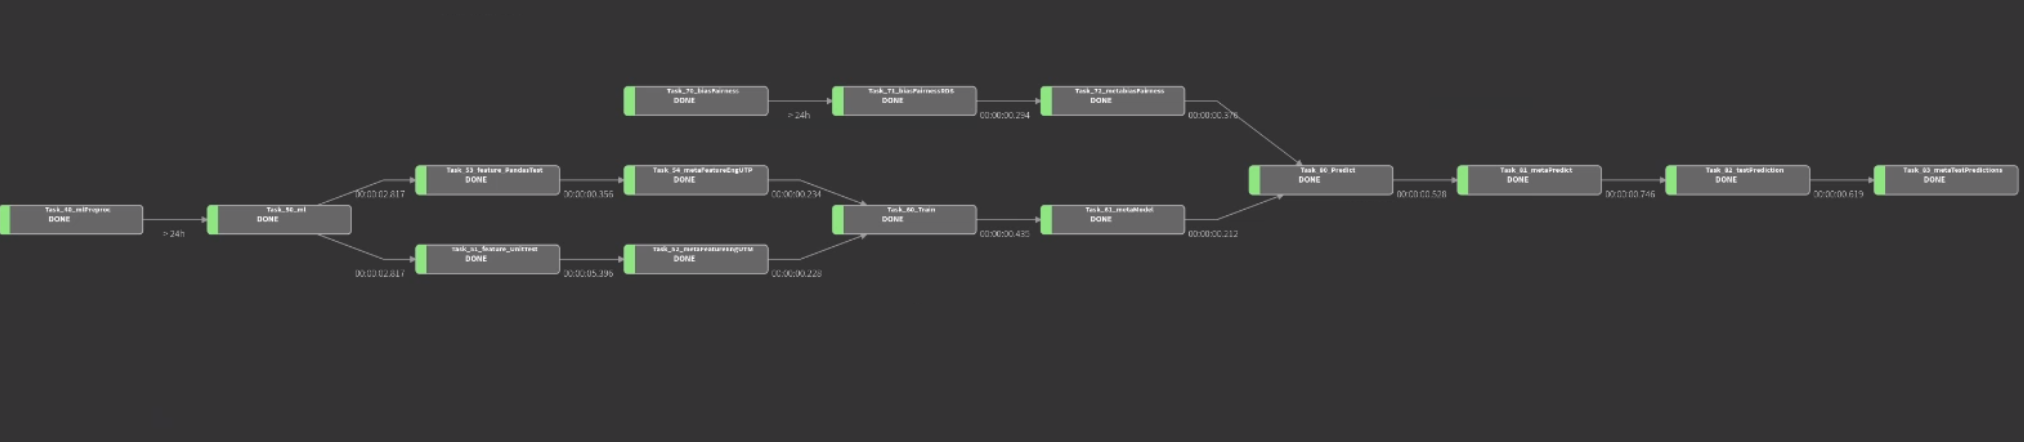 Task_70_biasFairness
DONE
> 24h
Task_71_biasFairnessRDS
DONE
00:00:00.294
Task_72_metabiasFairness
DONE
00:00:00.376
Task_53_feature_PandasTest
DONE
00:00:02.817
00:00:00.356
Task_54_metaFeatureEngUTP
DONE
00:00:00.234
Task_80_Predict
DONE
00:00:00.528
Task_81_metaPredict
DONE
00:00:00.746
Task_82_testPrediction
DONE
00:00:00.619
Task_83_metaTestPredictions
DONE
DONE
> 24h
Task_50_ml
DONE
Task_60_Train
DONE
00:00:00.435
Task_61_metaModel
DONE
00:00:00.212
Task_51_feature_UnitTest
DONE
00:00:02.817
00:00:05.396
DONE
00:00:00.228